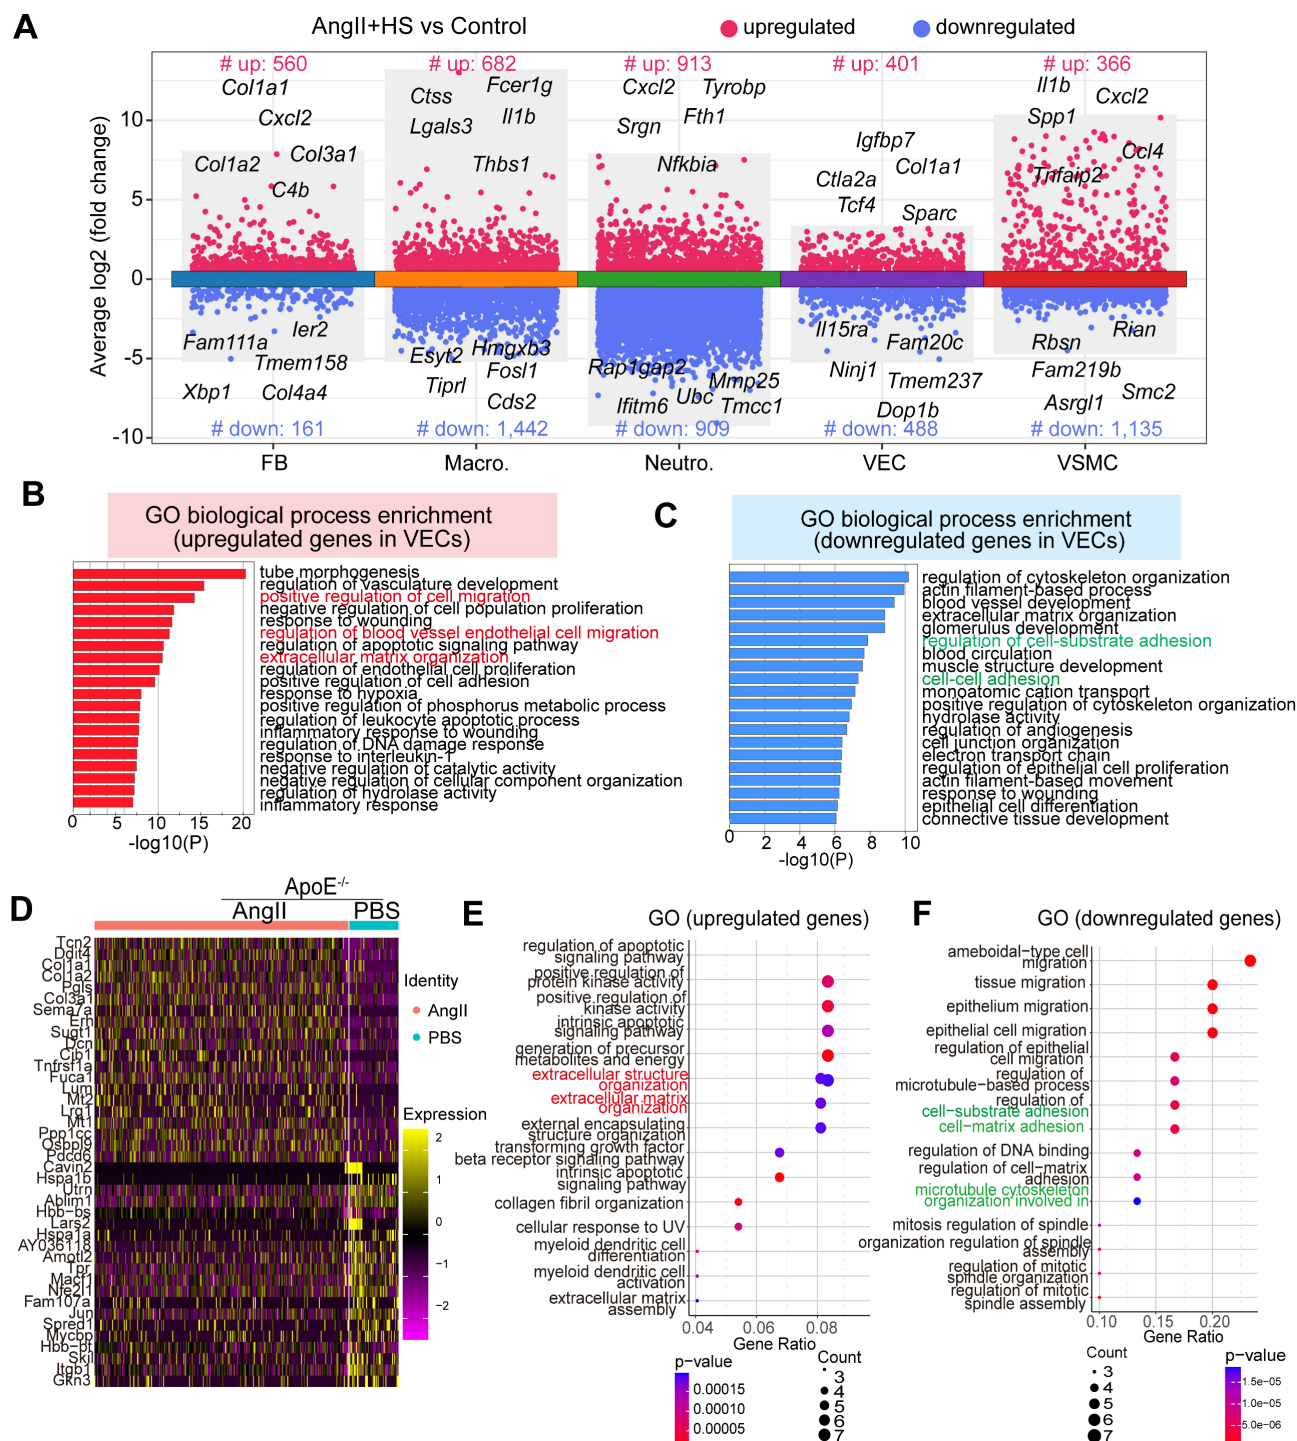 A
AngII+HS vs Control
upregulated
downregulated
# up: 560
# up: 682
# up: 913
# up: 401
# up: 366
Col1a1
Cxcl2
Col1a2
Col3a1
C4b
Ctss
Fcer1g
Lgals3
Il1b
Thbs1
Cxcl2
Tyrobp
Srgn
Fth1
Nfkbia
Igfbp7
Col1a1
Ctla2a
Tcf4
Sparc
Il1b
Cxcl2
Spp1
Ccl4
Tnfaip2
Average log2 (fold change)
10
5
0
-5
-10
Fam111a
Ier2
Tmem158
Xbp1
Col4a4
Esyt2
Hmgxb3
Fosl1
Tiprl
Cds2
Rap1gap2
Mmp25
Ubc
Ifitm6
Tmcc1
Il15ra
Fam20c
Ninj1
Tmem237
Dop1b
Rbsn
Rian
Fam219b
Smc2
Asrgl1
# down: 161
# down: 1,442
# down: 909
# down: 488
# down: 1,135
FB
Macro.
Neutro.
VEC
VSMC
B
GO biological process enrichment
(upregulated genes in VECs)
tube morphogenesis
regulation of vasculature development
positive regulation of cell migration
negative regulation of cell population proliferation
response to wounding
regulation of blood vessel endothelial cell migration
regulation of apoptotic signaling pathway
extracellular matrix organization
regulation of endothelial cell proliferation
positive regulation of cell adhesion
response to hypoxia
positive regulation of phosphorus metabolic process
regulation of leukocyte apoptotic process
inflammatory response to wounding
regulation of DNA damage response
response to interleukin-1
negative regulation of catalytic activity
negative regulation of cellular component organization
regulation of hydrolase activity
inflammatory response
0 5 10 15 20
-log10(P)
C
GO biological process enrichment
(downregulated genes in VECs)
regulation of cytoskeleton organization
actin filament-based process
blood vessel development
extracellular matrix organization
glomerulus development
regulation of cell-substrate adhesion
blood circulation
muscle structure development
cell-cell adhesion
monoatomic cation transport
positive regulation of cytoskeleton organization
hydrolase activity
regulation of angiogenesis
cell junction organization
electron transport chain
regulation of epithelial cell proliferation
actin filament-based movement
response to wounding
epithelial cell differentiation
connective tissue development
0 2 4 6 8 10
-log10(P)
D
ApoE-/-
AngII
PBS
Tcn2
Ddit4
Col1a1
Col1a2
Pgls
Col3a1
Sema7a
Erh
Sugt1
Dcn
Cib1
Tnfrsf1a
Fuca1
Lum
Mt2
Lrg1
Mt1
Ppp1cc
Osbpl9
Pdcd6
Cavin2
Hspa1b
Utrn
Ablim1
Hbb-bs
Lars2
Hspa1a
AY036118
Amotl2
Tpr
Macf1
Nfe2l1
Fam107a
Jun
Spred1
Mycbp
Hbb-bt
Skil
Itgb1
Gkn3
Identity
AngII
PBS
Expression
2
1
0
−1
−2
E
GO (upregulated genes)
regulation of apoptotic
signaling pathway
positive regulation of
protein kinase activity
positive regulation of
kinase activity
intrinsic apoptotic
signaling pathway
generation of precursor
metabolites and energy
extracellular structure
organization
extracellular matrix
organization
external encapsulating
structure organization
transforming growth factor
beta receptor signaling pathway
intrinsic apoptotic
signaling pathway
collagen fibril organization
cellular response to UV
myeloid dendritic cell
differentiation
myeloid dendritic cell
activation
extracellular matrix
assembly
0.04 0.06 0.08
Gene Ratio
p-value
0.00015
0.00010
0.00005
Count
3
4
5
6
7
F
GO (downregulated genes)
ameboidal-type cell
migration
tissue migration
epithelium migration
epithelial cell migration
regulation of epithelial
cell migration
regulation of
microtubule-based process
regulation of
cell-substrate adhesion
cell-matrix adhesion
regulation of DNA binding
regulation of cell-matrix
adhesion
microtubule cytoskeleton
organization involved in
mitosis regulation of spindle
organization regulation of spindle
assembly
regulation of mitotic
spindle organization
regulation of mitotic
spindle assembly
0.10 0.15 0.20
Gene Ratio
Count
3
4
5
6
7
p-value
1.5e-05
1.0e-05
5.0e-06